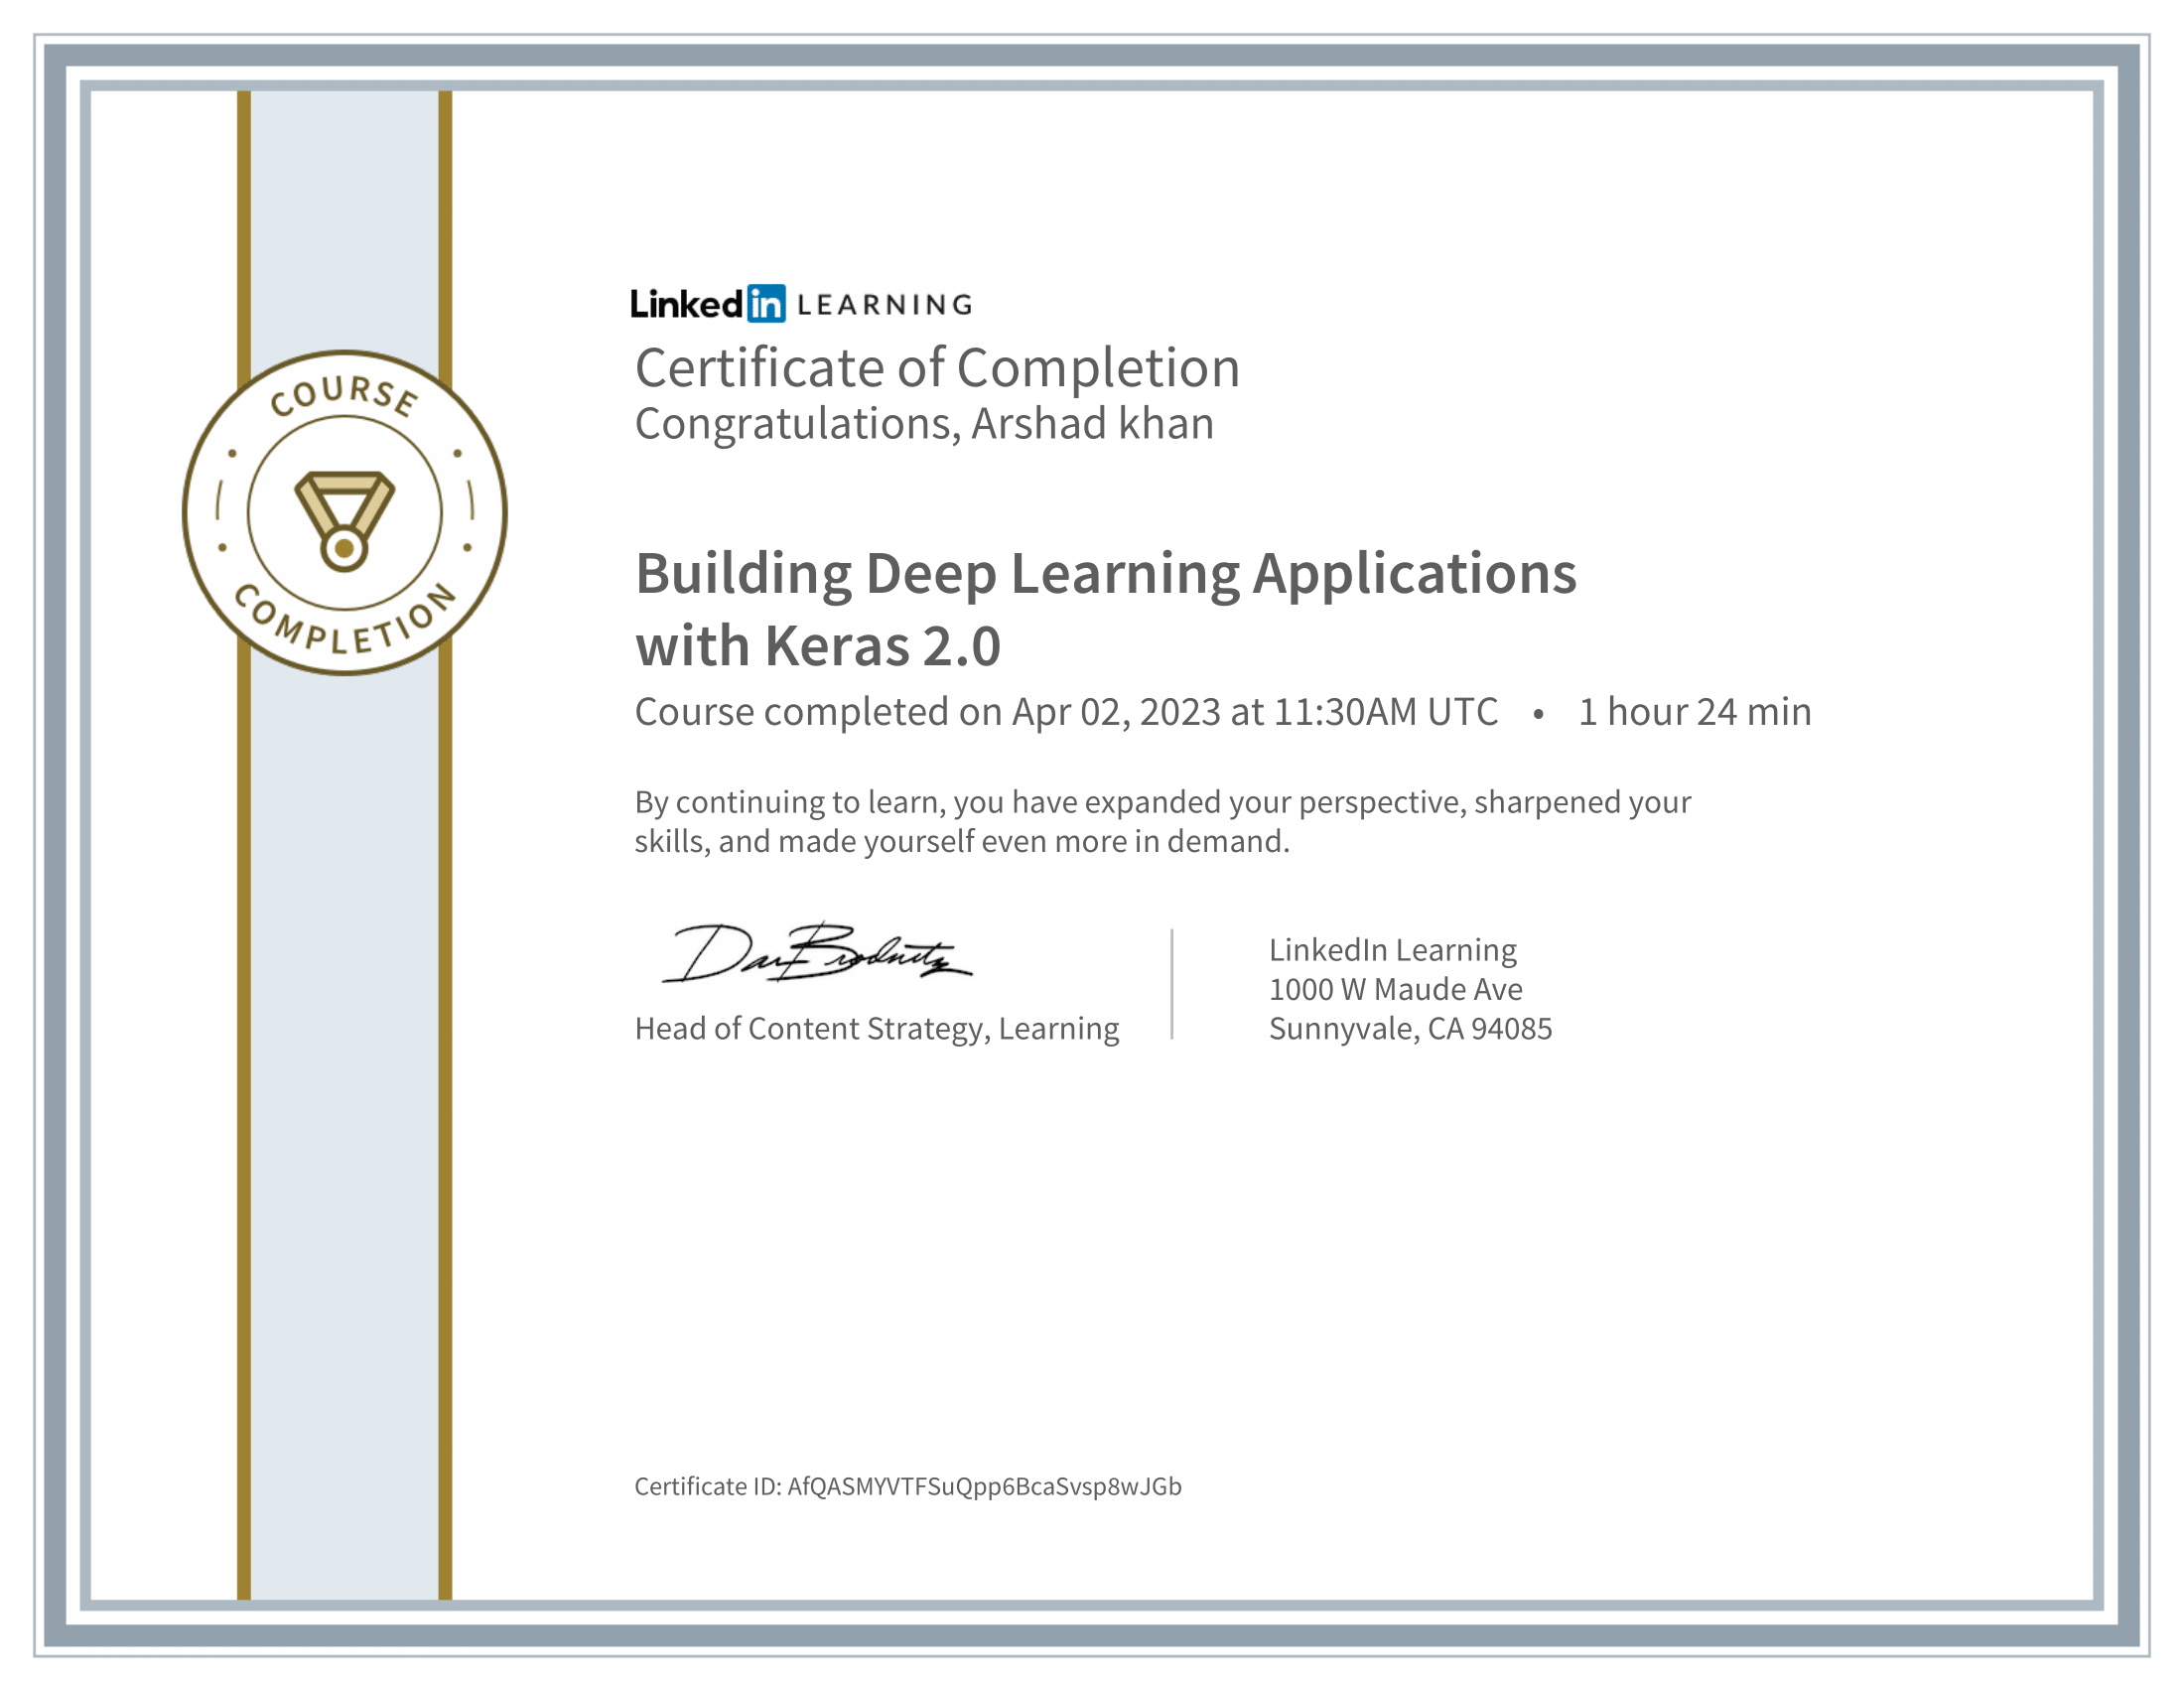 COURSE
COMPLETION
Linked in LEARNING
Certificate of Completion
Congratulations, Arshad khan
Building Deep Learning Applications
with Keras 2.0
Course completed on Apr 02, 2023 at 11:30AM UTC • 1 hour 24 min
By continuing to learn, you have expanded your perspective, sharpened your
skills, and made yourself even more in demand.
Dan Brodnitz
Head of Content Strategy, Learning
LinkedIn Learning
1000 W Maude Ave
Sunnyvale, CA 94085
Certificate ID: AfQASMYVTFSuQpp6BcaSvsp8wJGb